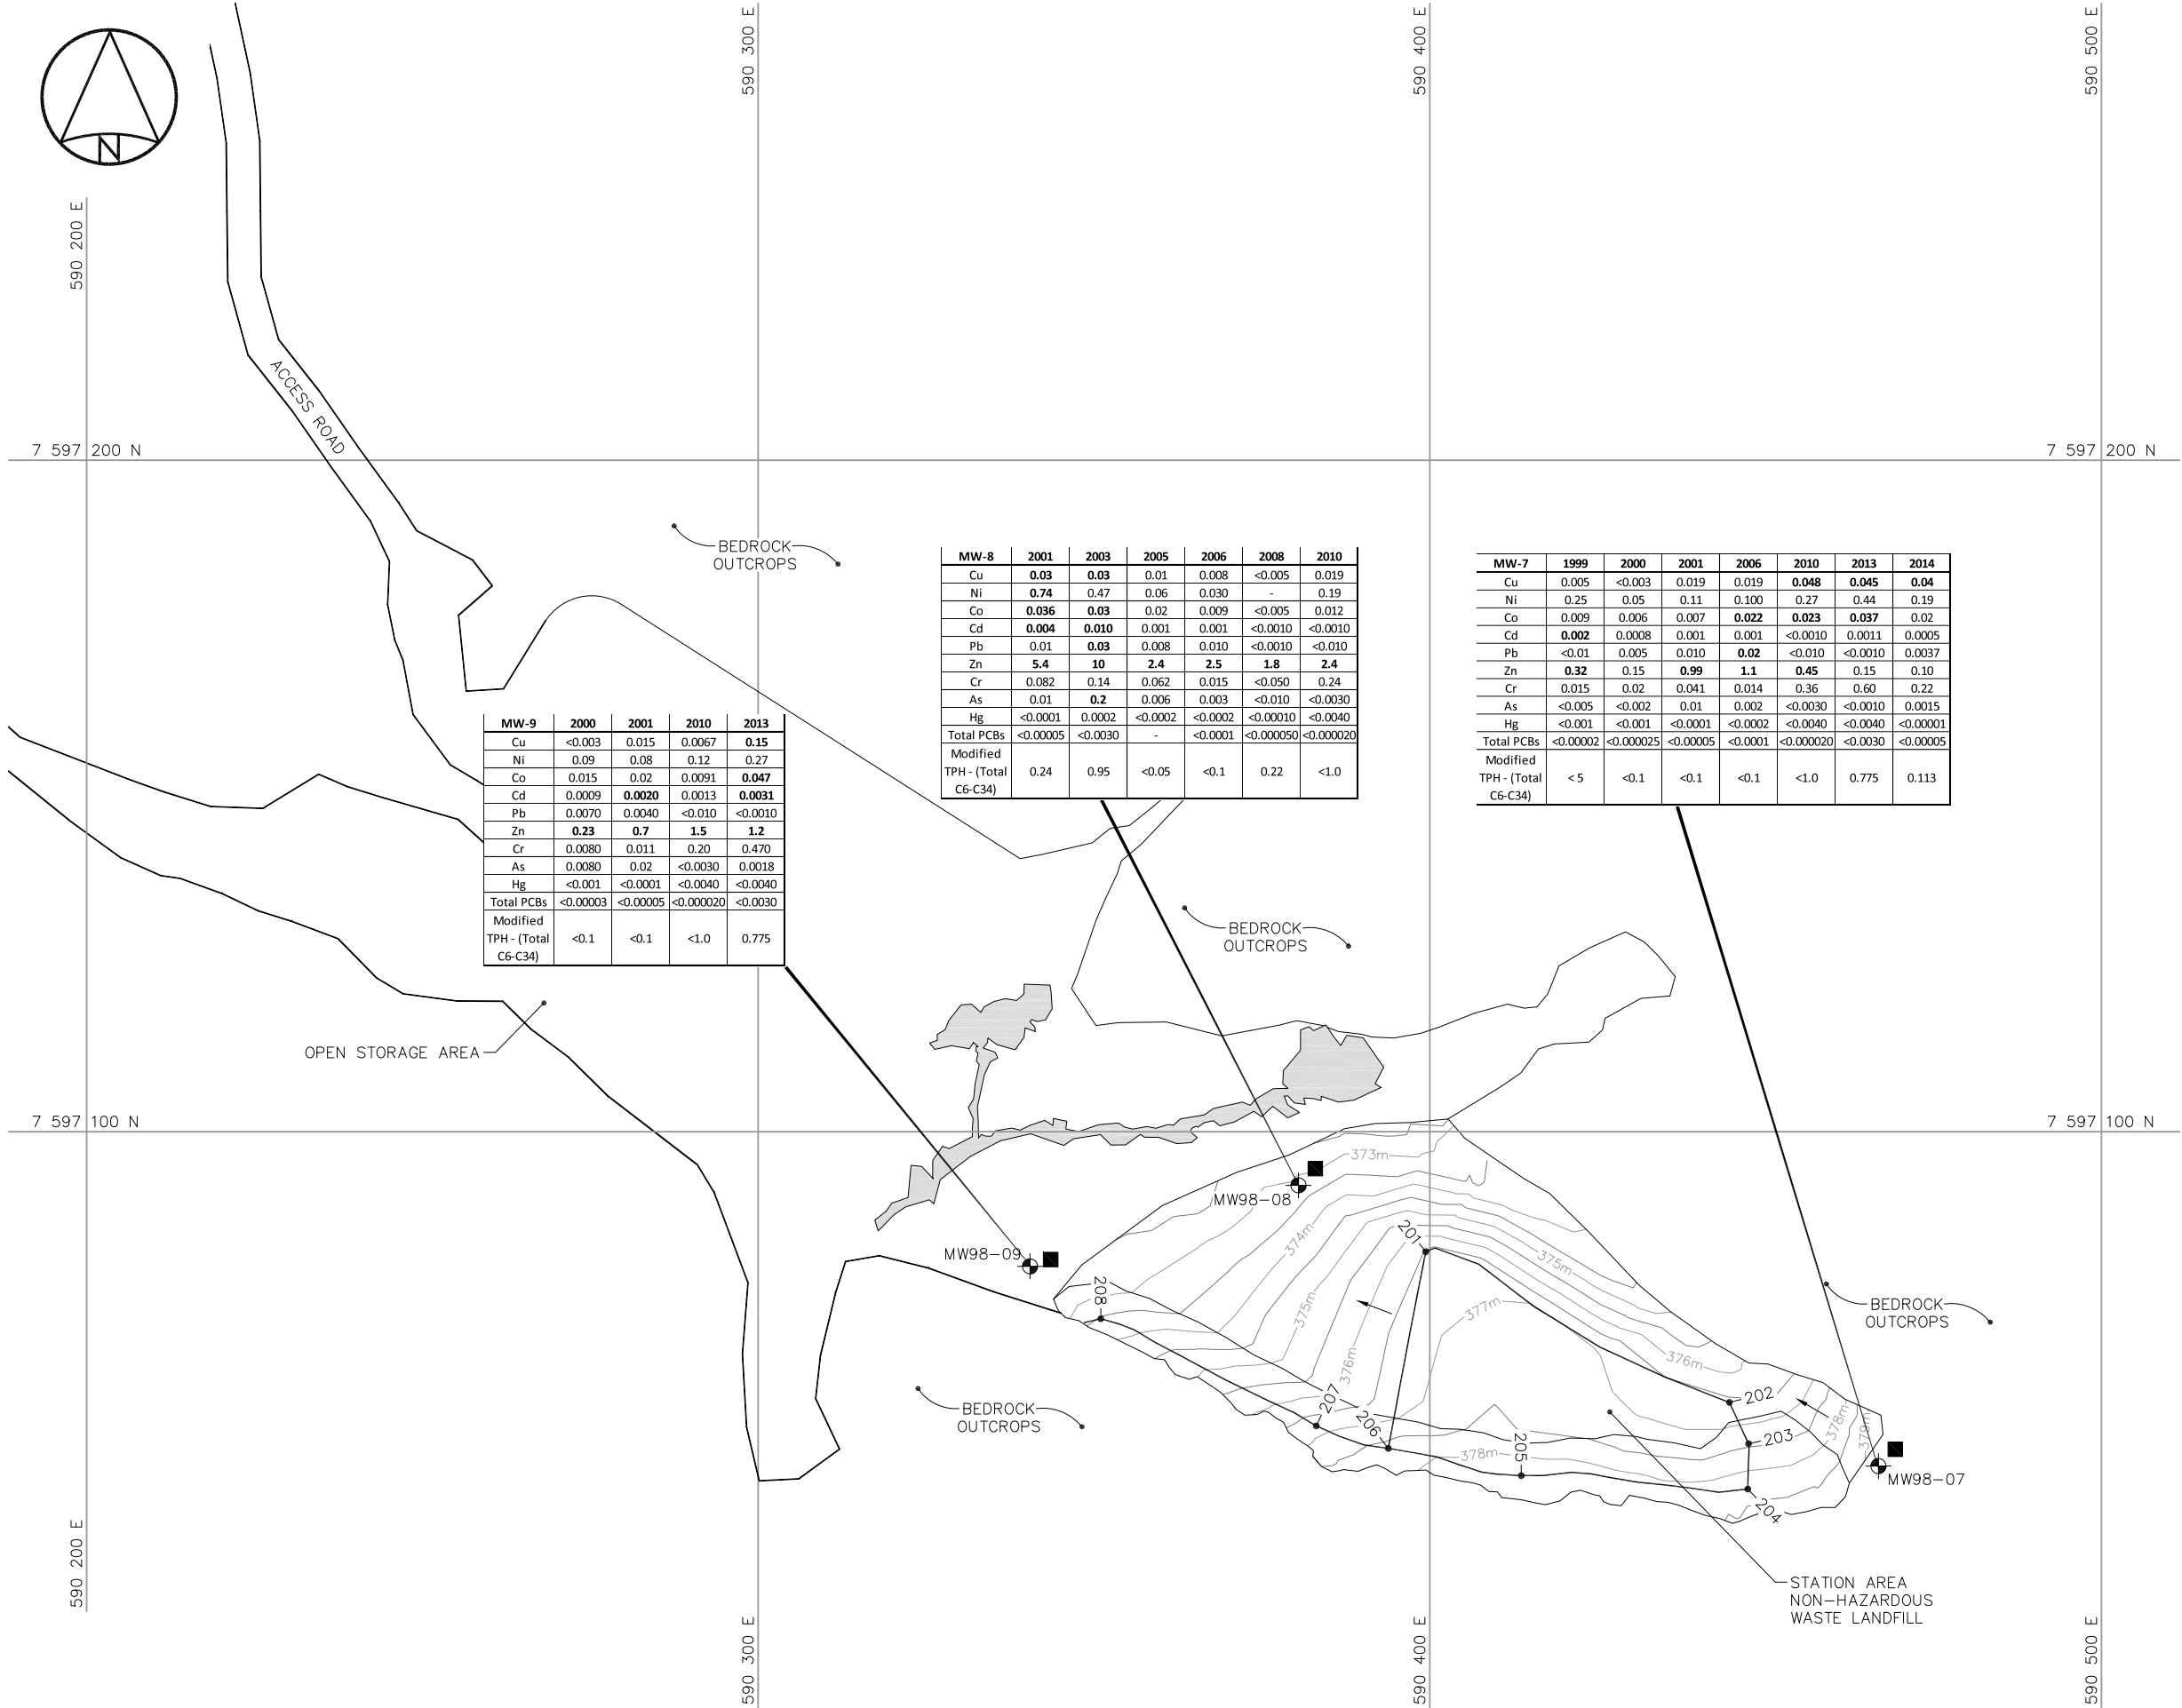 N
590 200 E
590 300 E
590 400 E
590 500 E
ACCESS ROAD
7 597 200 N
7 597 200 N
BEDROCK
OUTCROPS
MW-8 2001 2003 2005 2006 2008 2010
Cu 0.03 0.03 0.01 0.008 <0.005 0.019
Ni 0.74 0.47 0.06 0.030 - 0.19
Co 0.036 0.03 0.02 0.009 <0.005 0.012
Cd 0.004 0.010 0.001 0.001 <0.0010 <0.0010
Pb 0.01 0.03 0.008 0.010 <0.0010 <0.010
Zn 5.4 10 2.4 2.5 1.8 2.4
Cr 0.082 0.14 0.062 0.015 <0.050 0.24
As 0.01 0.2 0.006 0.003 <0.010 <0.0030
Hg <0.0001 0.0002 <0.0002 <0.0002 <0.00010 <0.0040
Total PCBs <0.00005 <0.0030 - <0.0001 <0.000050 <0.000020
Modified
TPH - (Total 0.24 0.95 <0.05 <0.1 0.22 <1.0
C6-C34)
MW-7 1999 2000 2001 2006 2010 2013 2014
Cu 0.005 <0.003 0.019 0.019 0.048 0.045 0.04
Ni 0.25 0.05 0.11 0.100 0.27 0.44 0.19
Co 0.009 0.006 0.007 0.022 0.023 0.037 0.02
Cd 0.002 0.0008 0.001 0.001 <0.0010 0.0011 0.0005
Pb <0.01 0.005 0.010 0.02 <0.010 <0.0010 0.0037
Zn 0.32 0.15 0.99 1.1 0.45 0.15 0.10
Cr 0.015 0.02 0.041 0.014 0.36 0.60 0.22
As <0.005 <0.002 0.01 0.002 <0.0030 <0.0010 0.0015
Hg <0.001 <0.001 <0.0001 <0.0002 <0.0040 <0.0040 <0.00001
Total PCBs <0.00002 <0.000025 <0.00005 <0.0001 <0.000020 <0.0030 <0.00005
Modified
TPH - (Total < 5 <0.1 <0.1 <0.1 <1.0 0.775 0.113
C6-C34)
MW-9 2000 2001 2010 2013
Cu <0.003 0.015 0.0067 0.15
Ni 0.09 0.08 0.12 0.27
Co 0.015 0.02 0.0091 0.047
Cd 0.0009 0.0020 0.0013 0.0031
Pb 0.0070 0.0040 <0.010 <0.0010
Zn 0.23 0.7 1.5 1.2
Cr 0.0080 0.011 0.20 0.470
As 0.0080 0.02 <0.0030 0.0018
Hg <0.001 <0.0001 <0.0040 <0.0040
Total PCBs <0.00003 <0.00005 <0.000020 <0.0030
Modified
TPH - (Total <0.1 <0.1 <1.0 0.775
C6-C34)
BEDROCK
OUTCROPS
OPEN STORAGE AREA
7 597 100 N
7 597 100 N
373m
MW98-08
374m
201
MW98-09
375m
208
375m
377m
BEDROCK
OUTCROPS
376m
376m
202
207
206
BEDROCK
OUTCROPS
378m
379m
203
205
378m
MW98-07
204
STATION AREA
NON-HAZARDOUS
WASTE LANDFILL
590 200 E
590 300 E
590 400 E
590 500 E